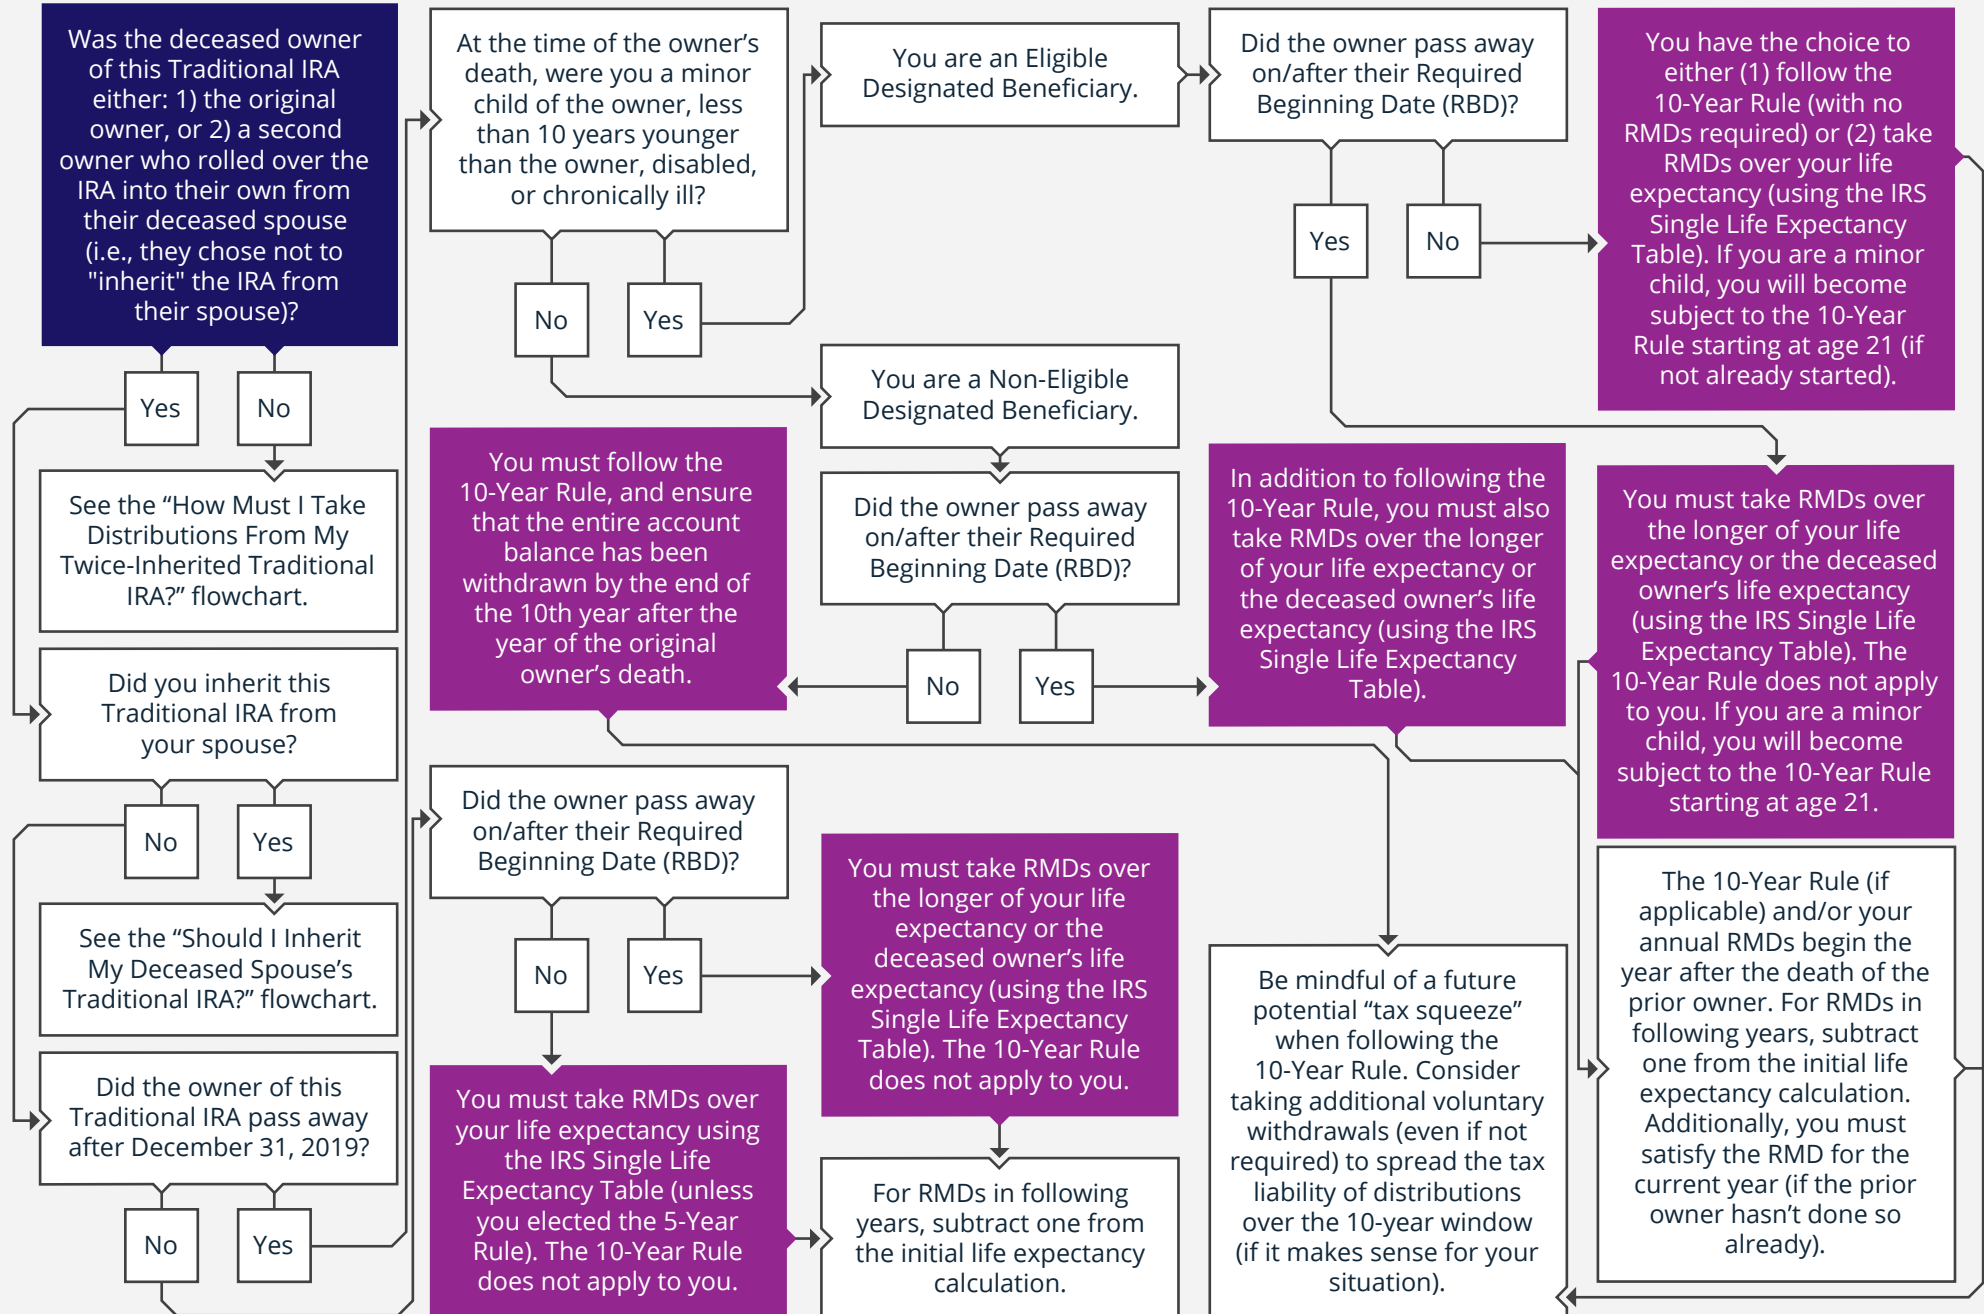 Was the deceased owner
of this Traditional IRA
either: 1) the original
owner, or 2) a second
owner who rolled over the
IRA into their own from
their deceased spouse
(i.e., they chose not to
"inherit" the IRA from
their spouse)?
Yes
No
See the “How Must I Take
Distributions From My
Twice-Inherited Traditional
IRA?” flowchart.
Did you inherit this
Traditional IRA from
your spouse?
No
Yes
See the “Should I Inherit
My Deceased Spouse’s
Traditional IRA?” flowchart.
Did the owner of this
Traditional IRA pass away
after December 31, 2019?
No
Yes
At the time of the owner’s
death, were you a minor
child of the owner, less
than 10 years younger
than the owner, disabled,
or chronically ill?
No
Yes
You must follow the
10-Year Rule, and ensure
that the entire account
balance has been
withdrawn by the end of
the 10th year after the
year of the original
owner’s death.
Did the owner pass away
on/after their Required
Beginning Date (RBD)?
No
Yes
You must take RMDs over
your life expectancy using
the IRS Single Life
Expectancy Table (unless
you elected the 5-Year
Rule). The 10-Year Rule
does not apply to you.
You are an Eligible
Designated Beneficiary.
You are a Non-Eligible
Designated Beneficiary.
Did the owner pass away
on/after their Required
Beginning Date (RBD)?
No
Yes
You must take RMDs over
the longer of your life
expectancy or the
deceased owner’s life
expectancy (using the IRS
Single Life Expectancy
Table). The 10-Year Rule
does not apply to you.
For RMDs in following
years, subtract one from
the initial life expectancy
calculation.
Did the owner pass away
on/after their Required
Beginning Date (RBD)?
Yes
No
In addition to following the
10-Year Rule, you must also
take RMDs over the longer
of your life expectancy or
the deceased owner’s life
expectancy (using the IRS
Single Life Expectancy
Table).
Be mindful of a future
potential “tax squeeze”
when following the
10-Year Rule. Consider
taking additional voluntary
withdrawals (even if not
required) to spread the tax
liability of distributions
over the 10-year window
(if it makes sense for your
situation).
You have the choice to
either (1) follow the
10-Year Rule (with no
RMDs required) or (2) take
RMDs over your life
expectancy (using the IRS
Single Life Expectancy
Table). If you are a minor
child, you will become
subject to the 10-Year
Rule starting at age 21 (if
not already started).
You must take RMDs over
the longer of your life
expectancy or the deceased
owner’s life expectancy
(using the IRS Single Life
Expectancy Table). The
10-Year Rule does not apply
to you. If you are a minor
child, you will become
subject to the 10-Year Rule
starting at age 21.
The 10-Year Rule (if
applicable) and/or your
annual RMDs begin the
year after the death of the
prior owner. For RMDs in
following years, subtract
one from the initial life
expectancy calculation.
Additionally, you must
satisfy the RMD for the
current year (if the prior
owner hasn’t done so
already).